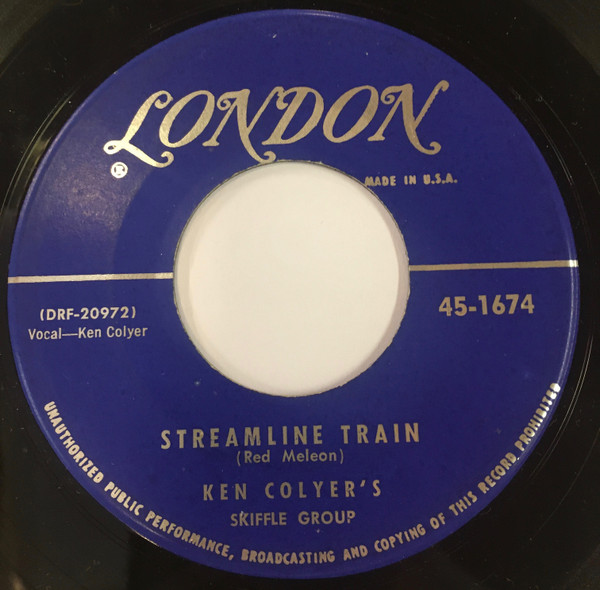 LONDON
®
MADE IN U.S.A.
(DRF-20972)
Vocal—Ken Colyer
45-1674
STREAMLINE TRAIN
(Red Meleon)
KEN COLYER'S
SKIFFLE GROUP
UNAUTHORIZED PUBLIC PERFORMANCE, BROADCASTING AND COPYING OF THIS RECORD PROHIBITED